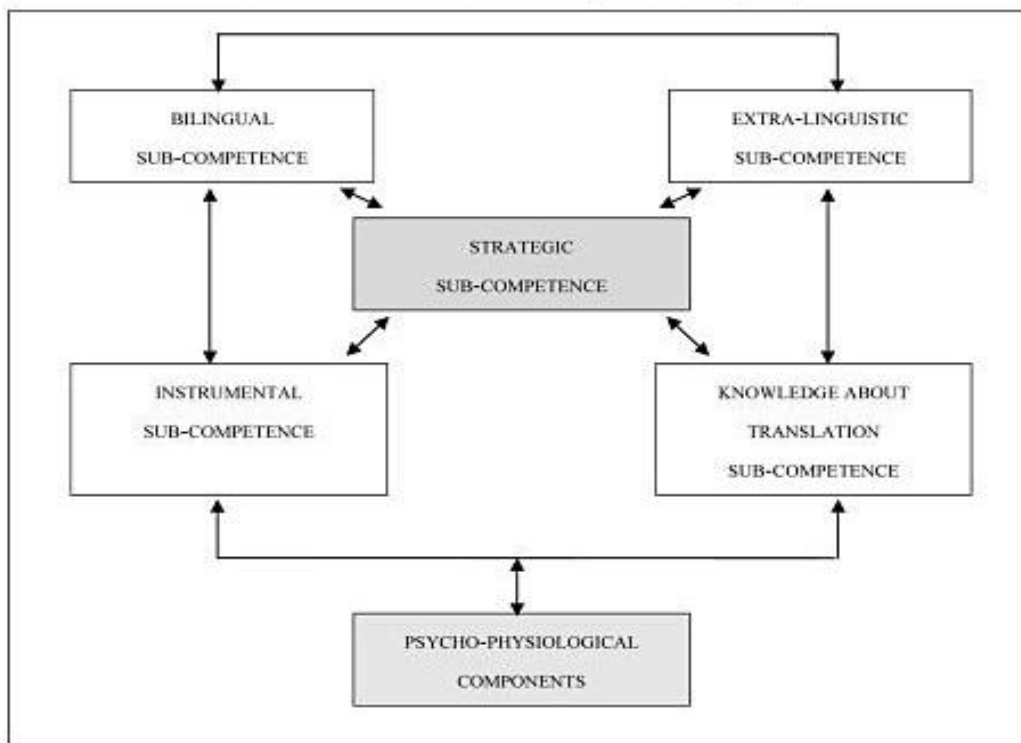 BILINGUAL
SUB-COMPETENCE
EXTRA-LINGUISTIC
SUB-COMPETENCE
STRATEGIC
SUB-COMPETENCE
INSTRUMENTAL
SUB-COMPETENCE
KNOWLEDGE ABOUT
TRANSLATION
SUB-COMPETENCE
PSYCHO-PHYSIOLOGICAL
COMPONENTS